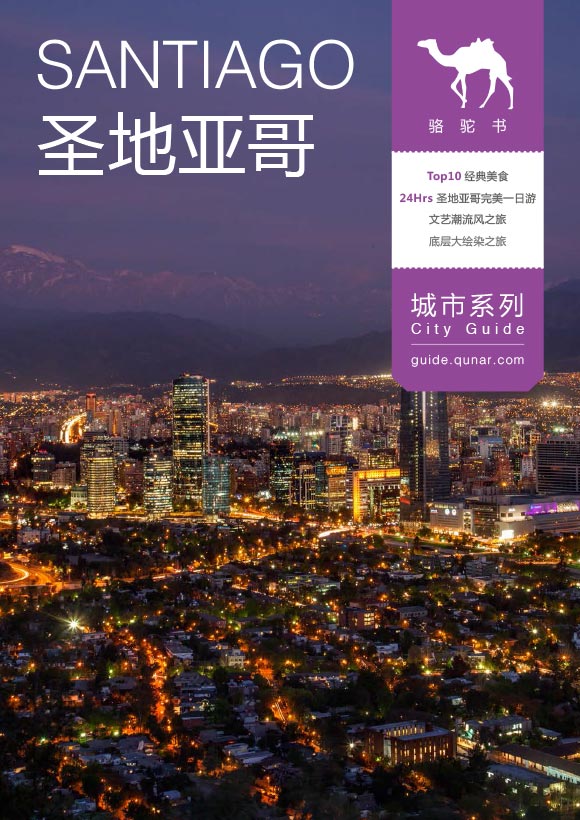 SANTIAGO
圣地亚哥
骆驼书
Top10 经典美食
24Hrs 圣地亚哥完美一日游
文艺潮流风之旅
底层大绘染之旅
城市系列
City Guide
guide.qunar.com